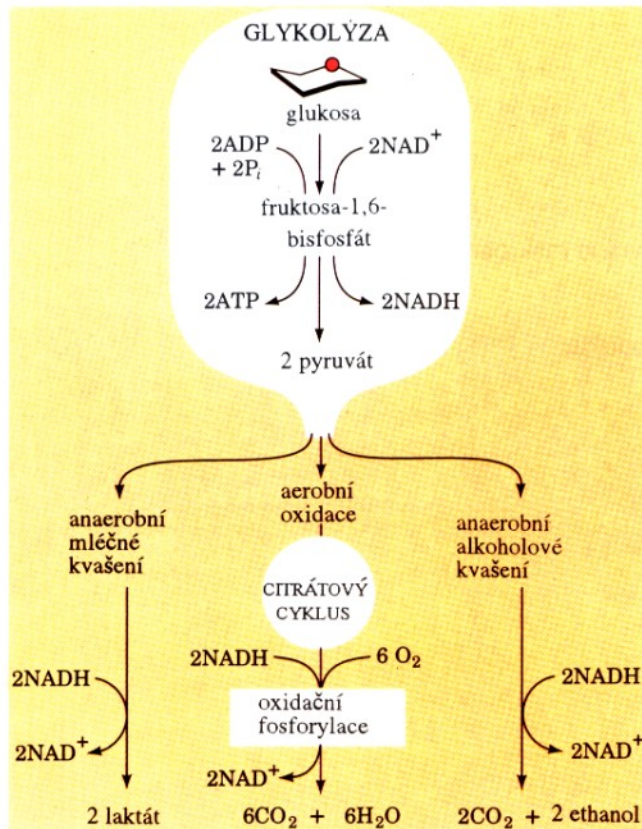 GLYKOLÝZA
glukosa
2ADP
+ 2Pi
2NAD+
fruktosa-1,6-
bisfosfát
2ATP
2NADH
2 pyruvát
anaerobní
mléčné
kvašení
aerobní
oxidace
anaerobní
alkoholové
kvašení
CITRÁTOVÝ
CYKLUS
2NADH
6 O2
2NADH
2NADH
oxidační
fosforylace
2NAD+
2NAD+
2NAD+
2 laktát
6CO2 + 6H2O
2CO2 + 2 ethanol